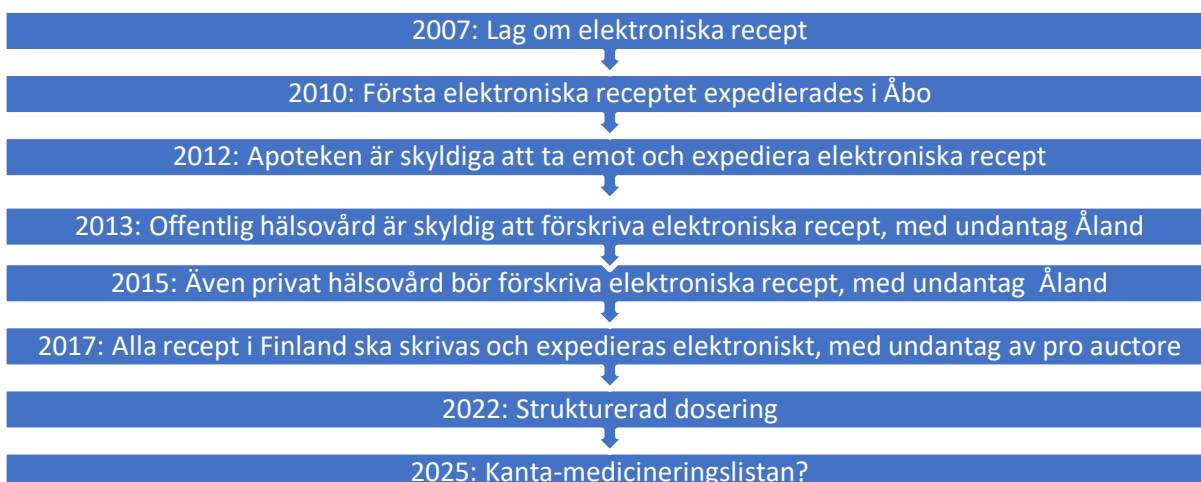 2007: Lag om elektroniska recept
2010: Första elektroniska receptet expedierades i Åbo
2012: Apoteken är skyldiga att ta emot och expediera elektroniska recept
2013: Offentlig hälsovård är skyldig att förskriva elektroniska recept, med undantag Åland
2015: Även privat hälsovård bör förskriva elektroniska recept, med undantag  Åland
2017: Alla recept i Finland ska skrivas och expedieras elektroniskt, med undantag av pro auctore
2022: Strukturerad dosering
2025: Kanta-medicineringslistan?